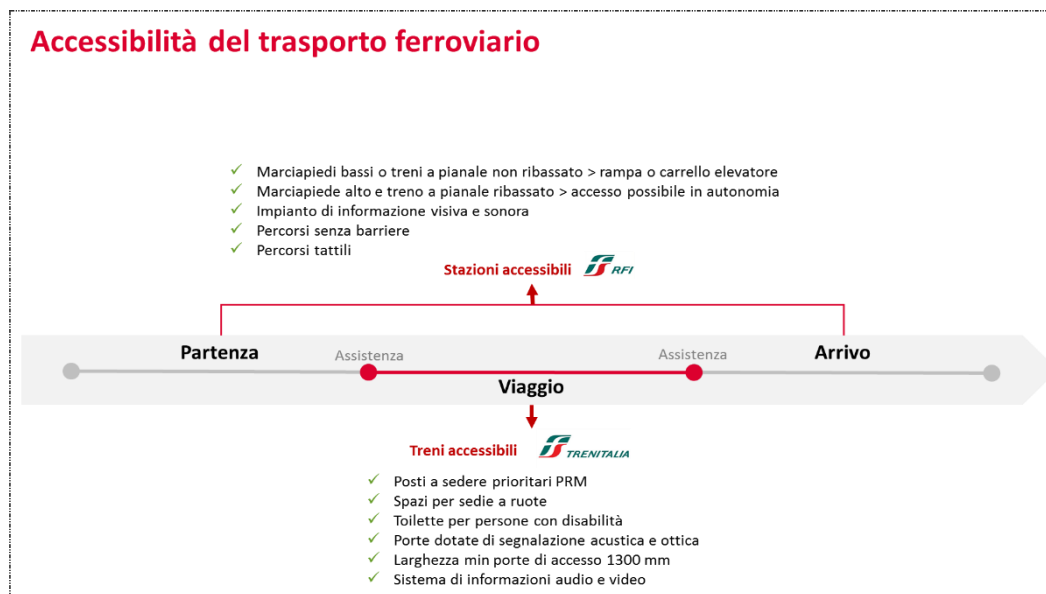 Accessibilità del trasporto ferroviario
Marciapiedi bassi o treni a pianale non ribassato > rampa o carrello elevatore
Marciapiede alto e treno a pianale ribassato > accesso possibile in autonomia
Impianto di informazione visiva e sonora
Percorsi senza barriere
Percorsi tattili
Stazioni accessibili RFI
Partenza
Assistenza
Assistenza
Arrivo
Viaggio
Treni accessibili TRENITALIA
Posti a sedere prioritari PRM
Spazi per sedie a ruote
Toilette per persone con disabilità
Porte dotate di segnalazione acustica e ottica
Larghezza min porte di accesso 1300 mm
Sistema di informazioni audio e video